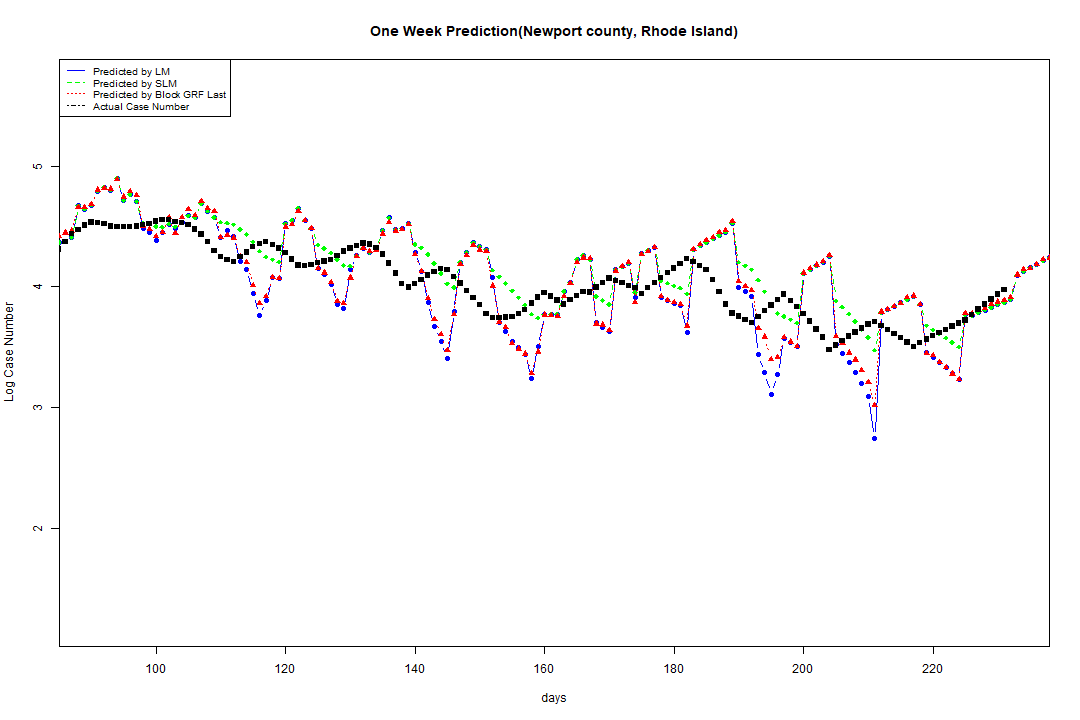 One Week Prediction(Newport county, Rhode Island)
Predicted by LM
Predicted by SLM
Predicted by Block GRF Last
Actual Case Number
Log Case Number
5
4
3
2
100 120 140 160 180 200 220
days